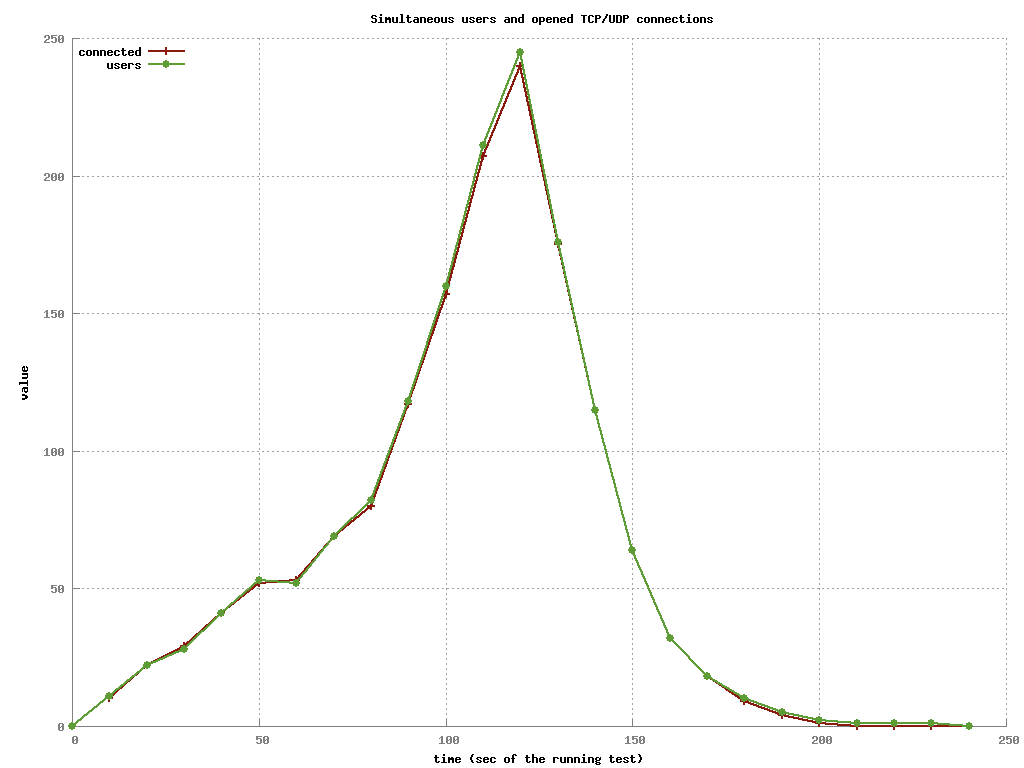 Simultaneous users and opened TCP/UDP connections
250
connected
users
200
150
value
100
50
0
0 50 100 150 200 250
time (sec of the running test)